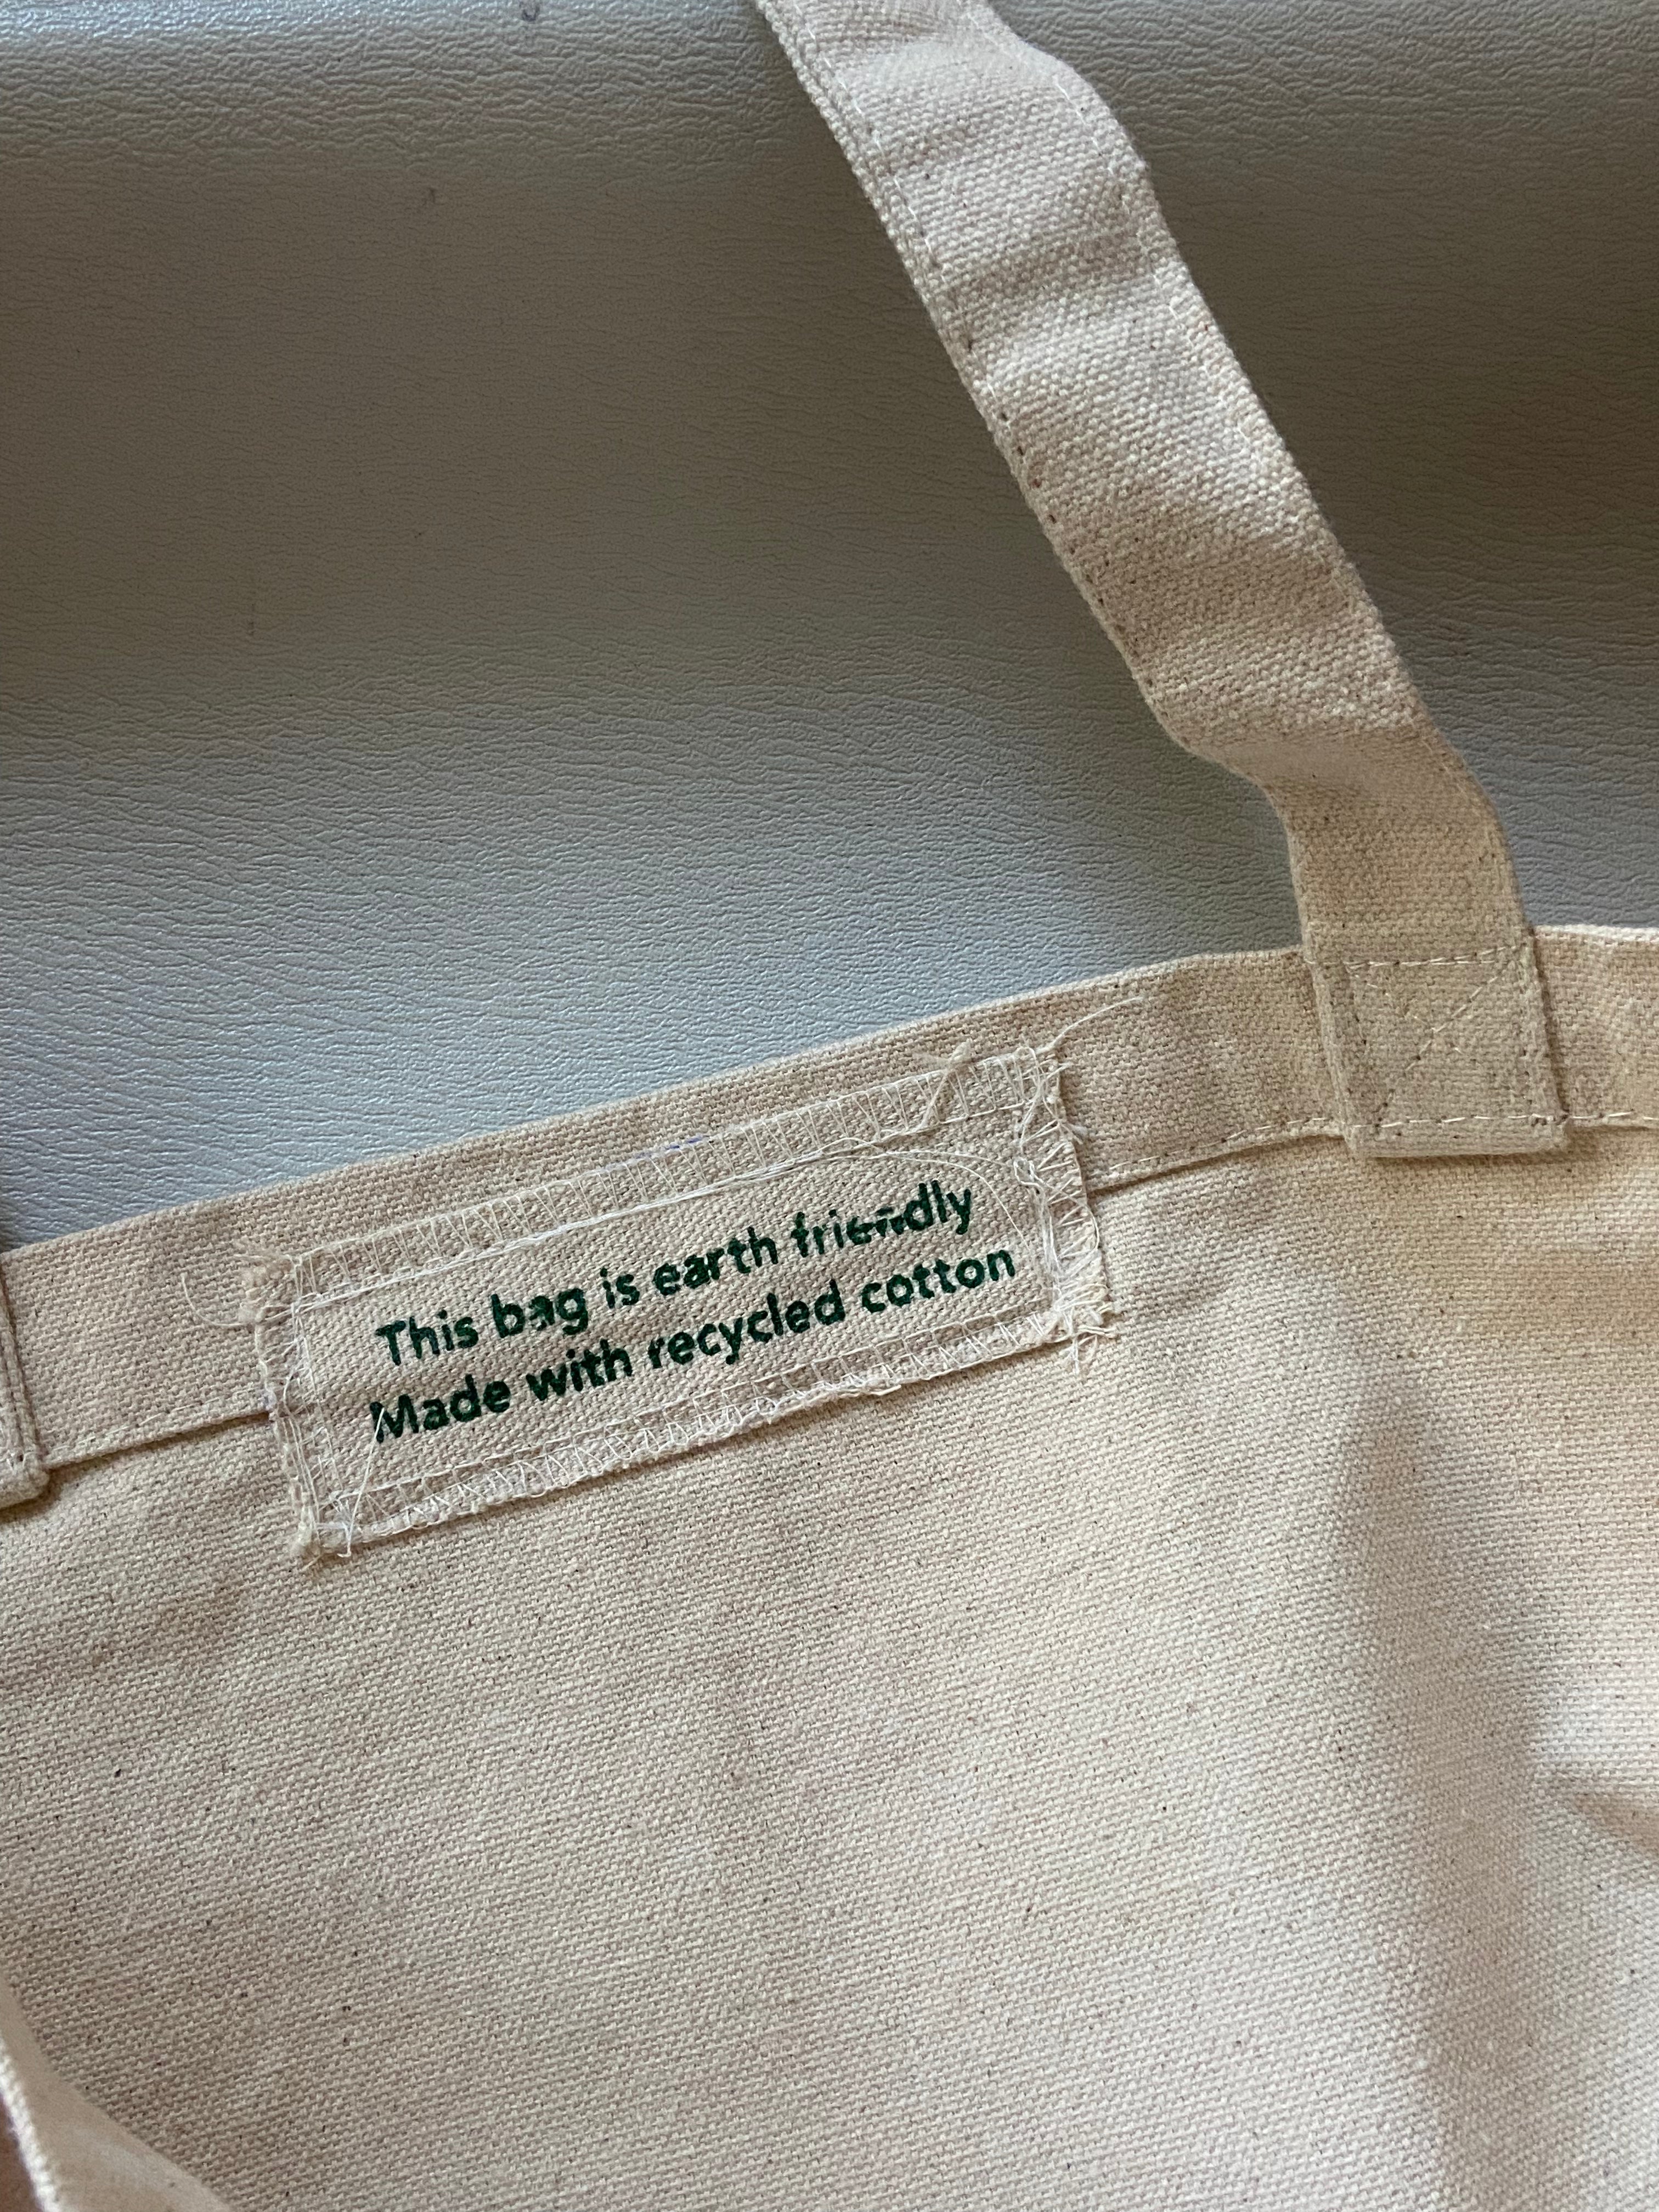 This bag is earth friendly
Made with recycled cotton